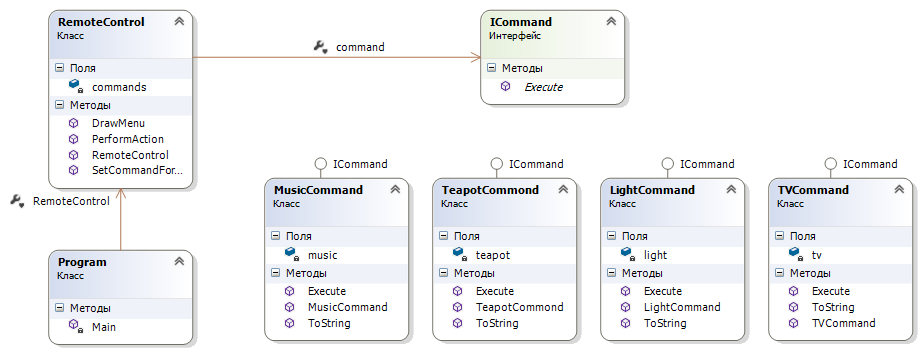 RemoteControl
Класс
Поля
commands
Методы
DrawMenu
PerformAction
RemoteControl
SetCommandFor...
command
ICommand
Интерфейс
Методы
Execute
RemoteControl
Program
Класс
Методы
Main
ICommand
MusicCommand
Класс
Поля
music
Методы
Execute
MusicCommand
ToString
ICommand
TeapotCommond
Класс
Поля
teapot
Методы
Execute
TeapotCommond
ToString
ICommand
LightCommand
Класс
Поля
light
Методы
Execute
LightCommand
ToString
ICommand
TVCommand
Класс
Поля
tv
Методы
Execute
ToString
TVCommand